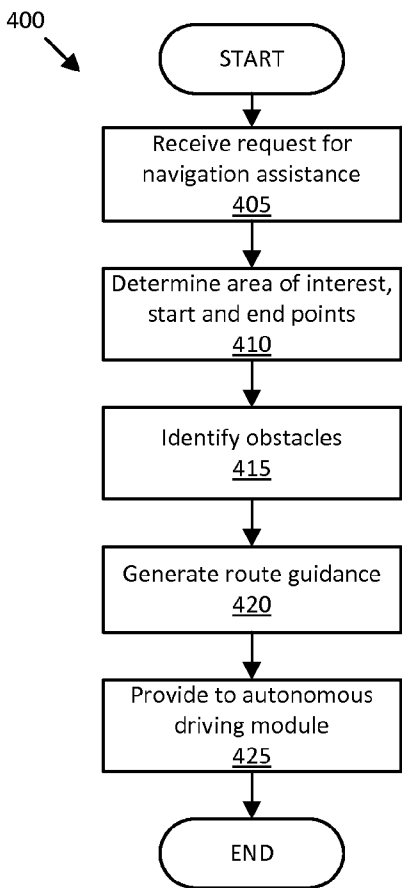 400
START
Receive request for
navigation assistance
405
Determine area of interest,
start and end points
410
Identify obstacles
415
Generate route guidance
420
Provide to autonomous
driving module
425
END